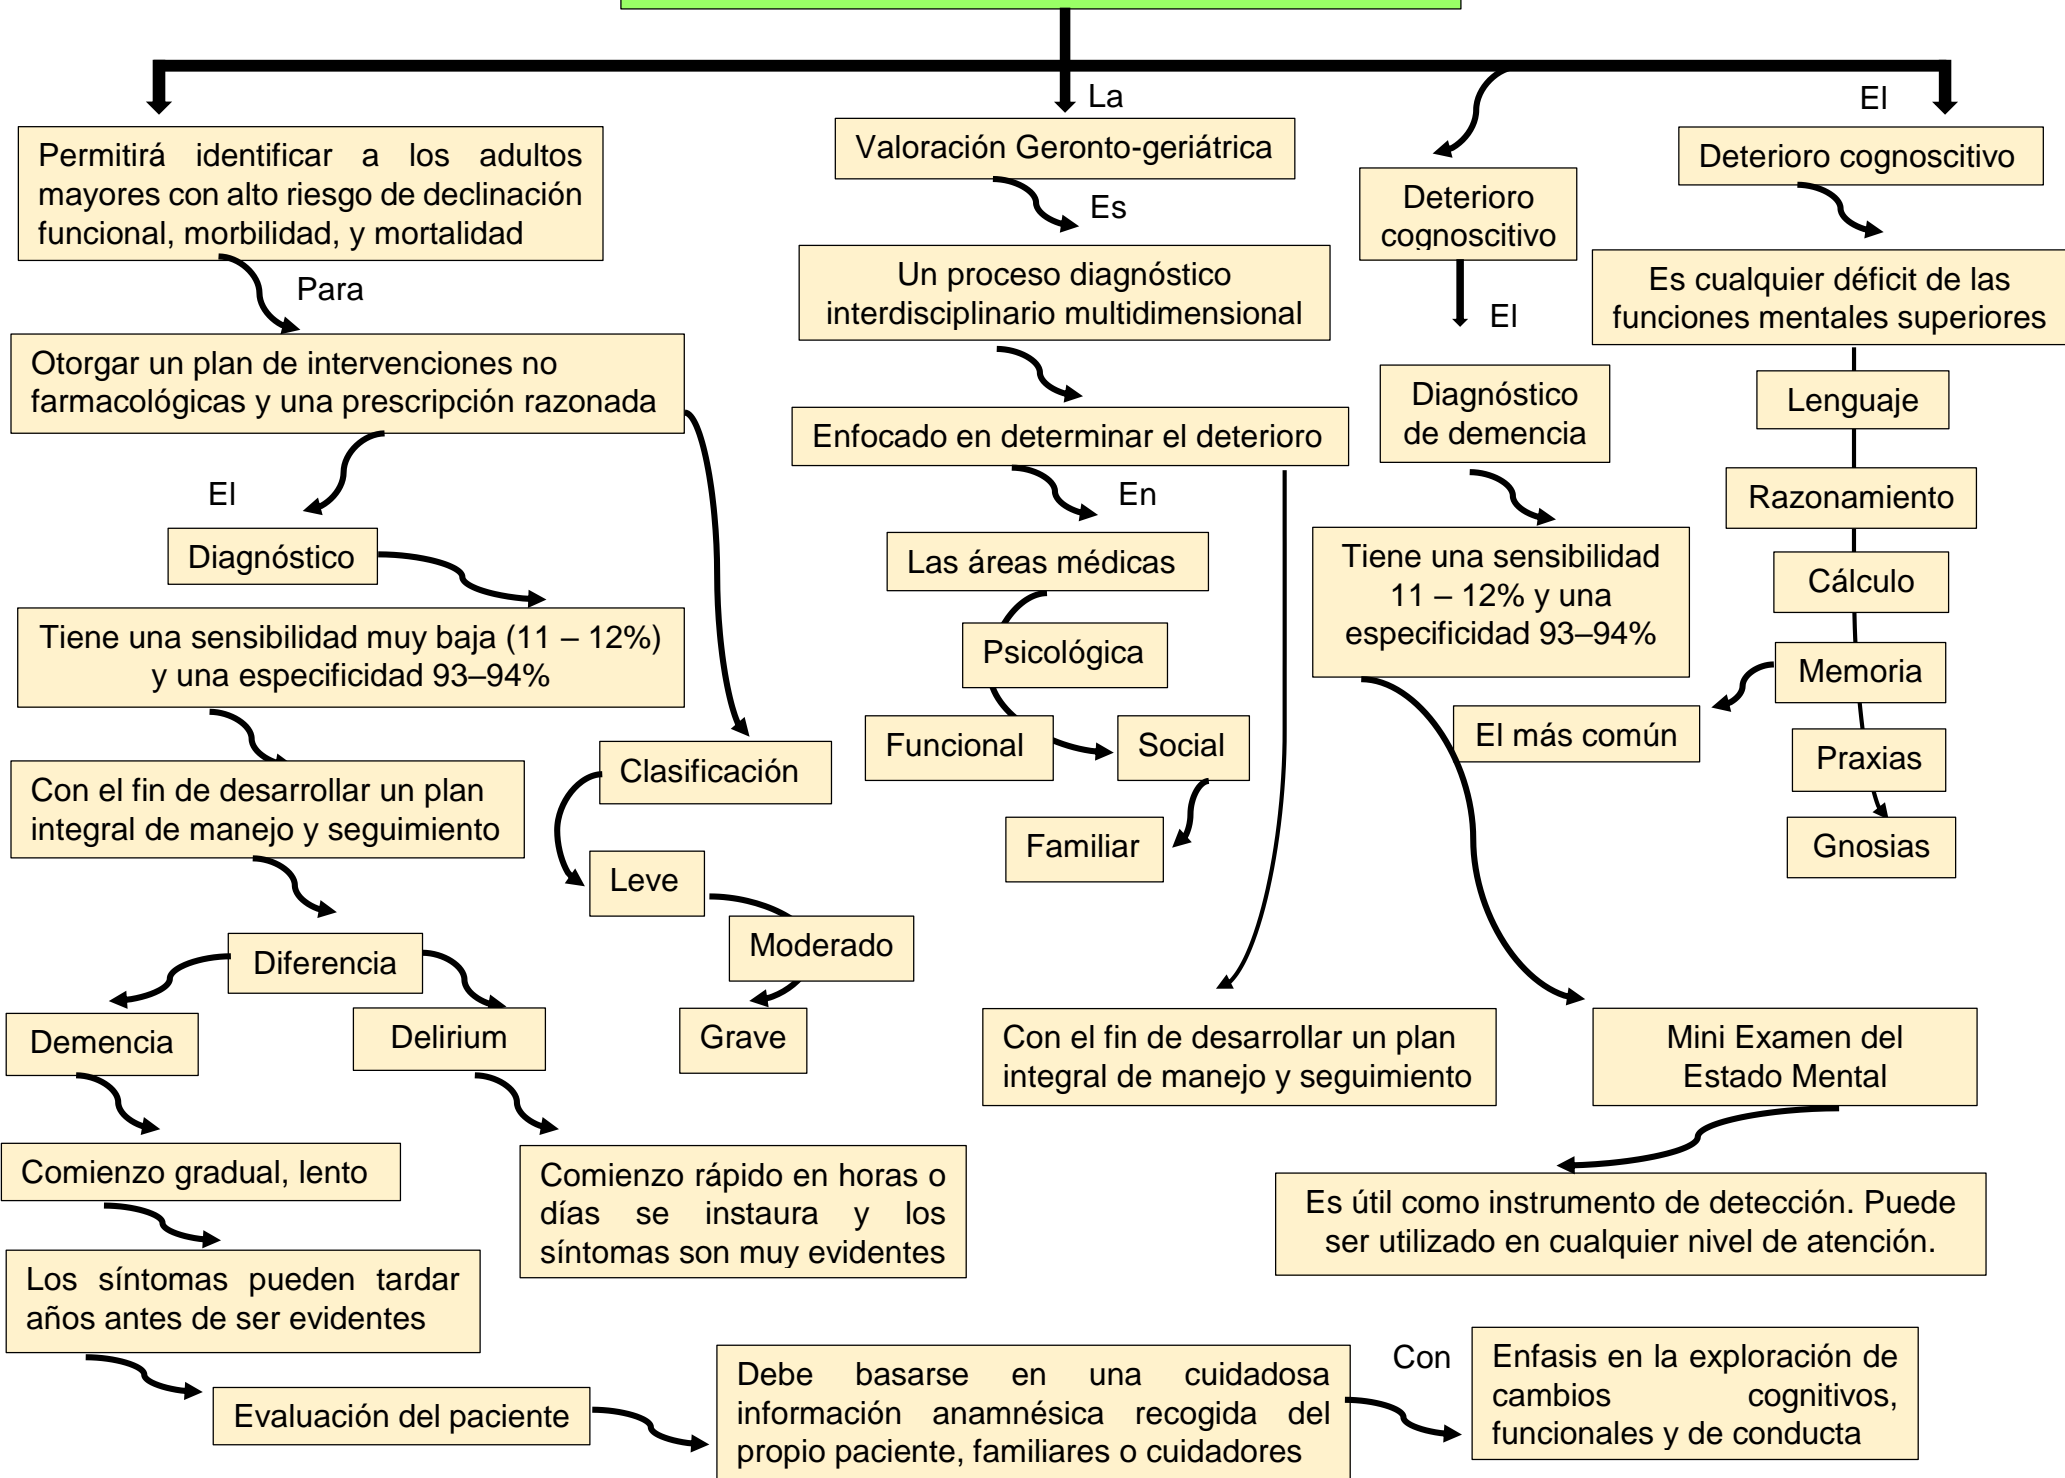 La
El
Permitirá identificar a los adultos
mayores con alto riesgo de declinación
funcional, morbilidad, y mortalidad
Para
Otorgar un plan de intervenciones no
farmacológicas y una prescripción razonada
El
Diagnóstico
Tiene una sensibilidad muy baja (11 – 12%)
y una especificidad 93–94%
Con el fin de desarrollar un plan
integral de manejo y seguimiento
Diferencia
Demencia
Delirium
Comienzo gradual, lento
Los síntomas pueden tardar
años antes de ser evidentes
Comienzo rápido en horas o
días se instaura y los
síntomas son muy evidentes
Evaluación del paciente
Debe basarse en una cuidadosa
información anamnésica recogida del
propio paciente, familiares o cuidadores
Con
Enfasis en la exploración de
cambios cognitivos,
funcionales y de conducta
Clasificación
Leve
Moderado
Grave
Valoración Geronto-geriátrica
Es
Un proceso diagnóstico
interdisciplinario multidimensional
Enfocado en determinar el deterioro
En
Las áreas médicas
Psicológica
Funcional
Social
Familiar
Con el fin de desarrollar un plan
integral de manejo y seguimiento
Deterioro
cognoscitivo
El
Diagnóstico
de demencia
Tiene una sensibilidad
11 – 12% y una
especificidad 93–94%
Mini Examen del
Estado Mental
Es útil como instrumento de detección. Puede
ser utilizado en cualquier nivel de atención.
Deterioro cognoscitivo
Es cualquier déficit de las
funciones mentales superiores
Lenguaje
Razonamiento
Cálculo
Memoria
El más común
Praxias
Gnosias